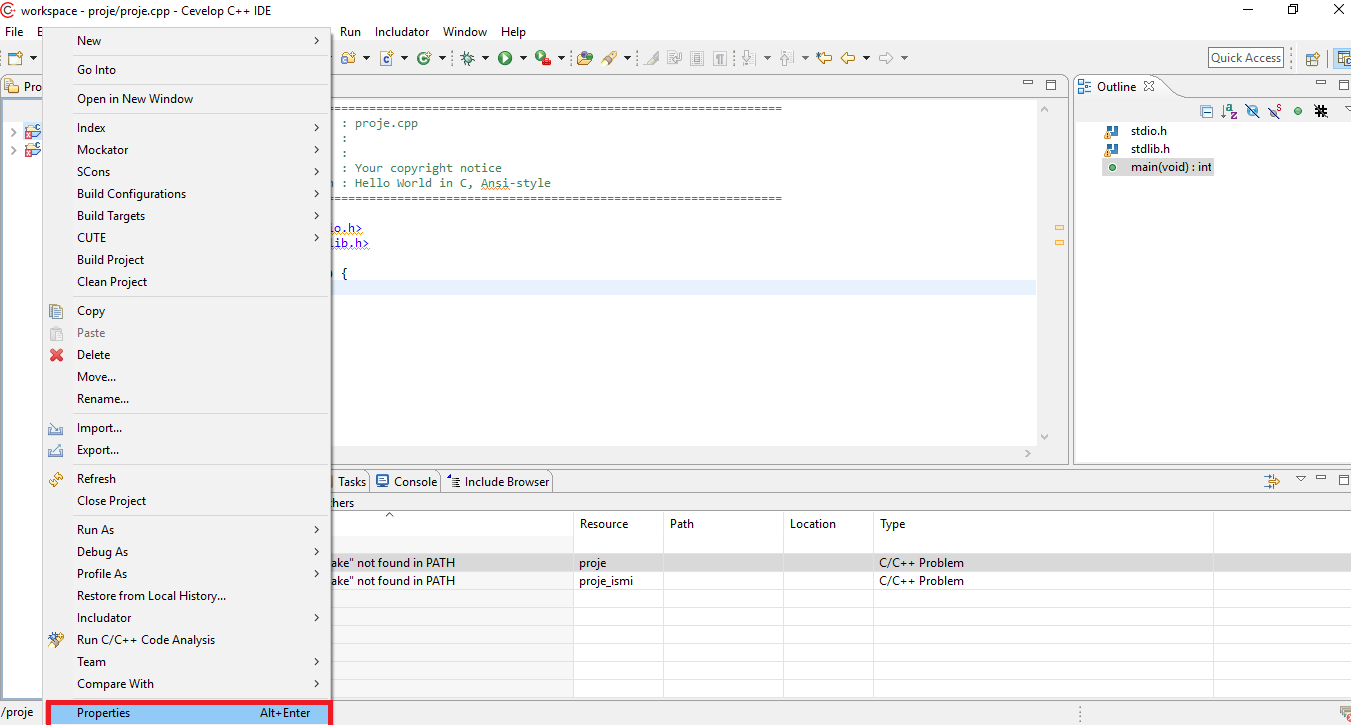 workspace - proje/proje.cpp - Cevelop C++ IDE
File E Run Includator Window Help
Quick Access
Pro
New
Go Into
Open in New Window
Index
Mockator
SCons
Build Configurations
Build Targets
CUTE
Build Project
Clean Project
Copy
Paste
Delete
Move...
Rename...
Import...
Export...
Refresh
Close Project
Run As
Debug As
Profile As
Restore from Local History...
Includator
Run C/C++ Code Analysis
Team
Compare With
Properties Alt+Enter
============================================================
: proje.cpp
:
:
: Your copyright notice
n : Hello World in C, Ansi-style
============================================================
io.h>
lib.h>
) {
Outline
stdio.h
stdlib.h
main(void) : int
Tasks Console Include Browser
thers
Resource Path Location Type
ake" not found in PATH proje C/C++ Problem
ake" not found in PATH proje_ismi C/C++ Problem
/proje